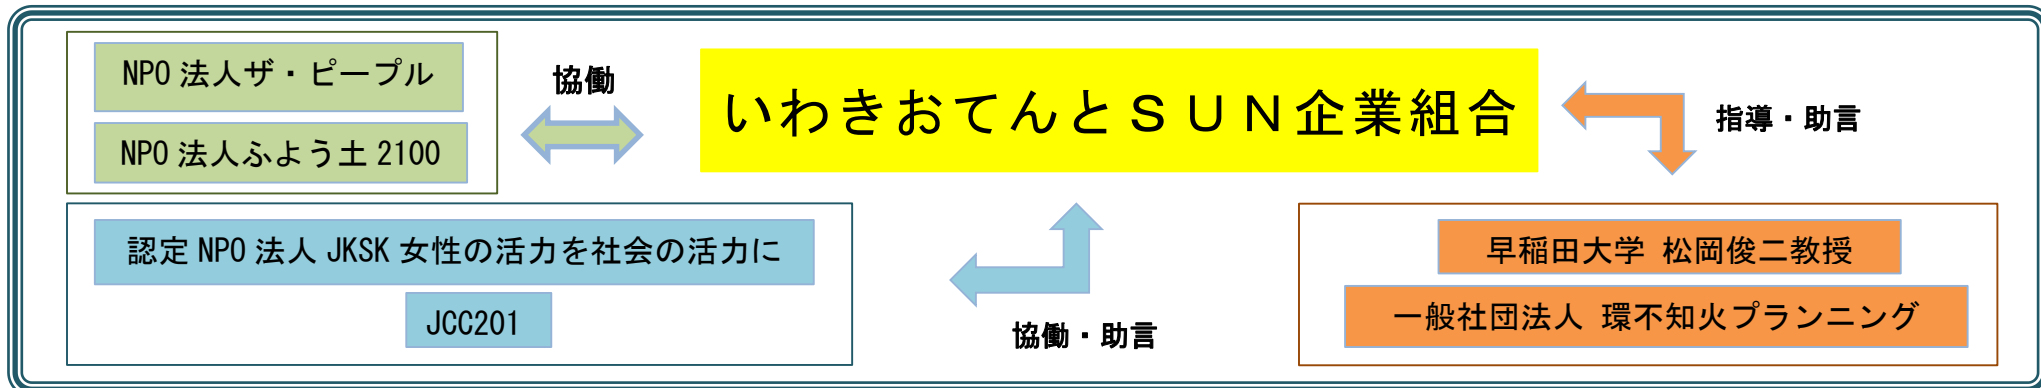 NPO 法人ザ・ピープル
NPO 法人ふよう土 2100
協働
いわきおてんとＳＵＮ企業組合
指導・助言
認定 NPO 法人 JKSK 女性の活力を社会の活力に
JCC201
協働・助言
早稲田大学 松岡俊二教授
一般社団法人 環不知火プランニング